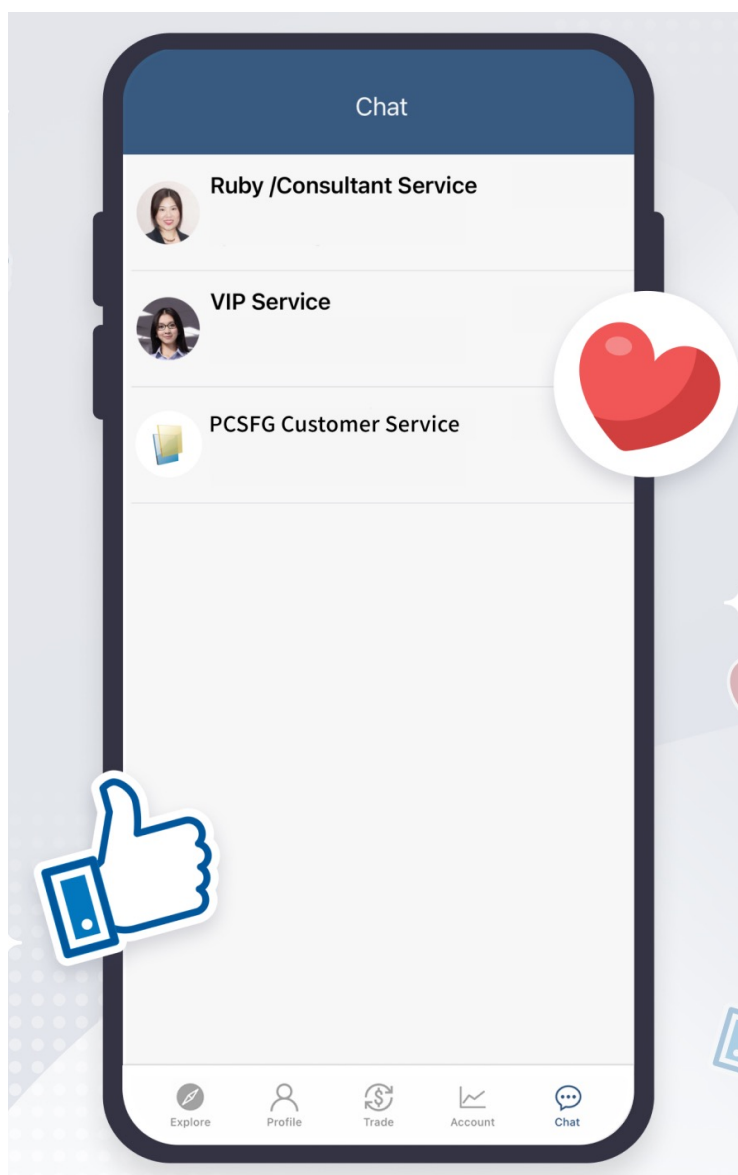 Chat
Ruby /Consultant Service
VIP Service
PCSFG Customer Service
Explore
Profile
Trade
Account
Chat